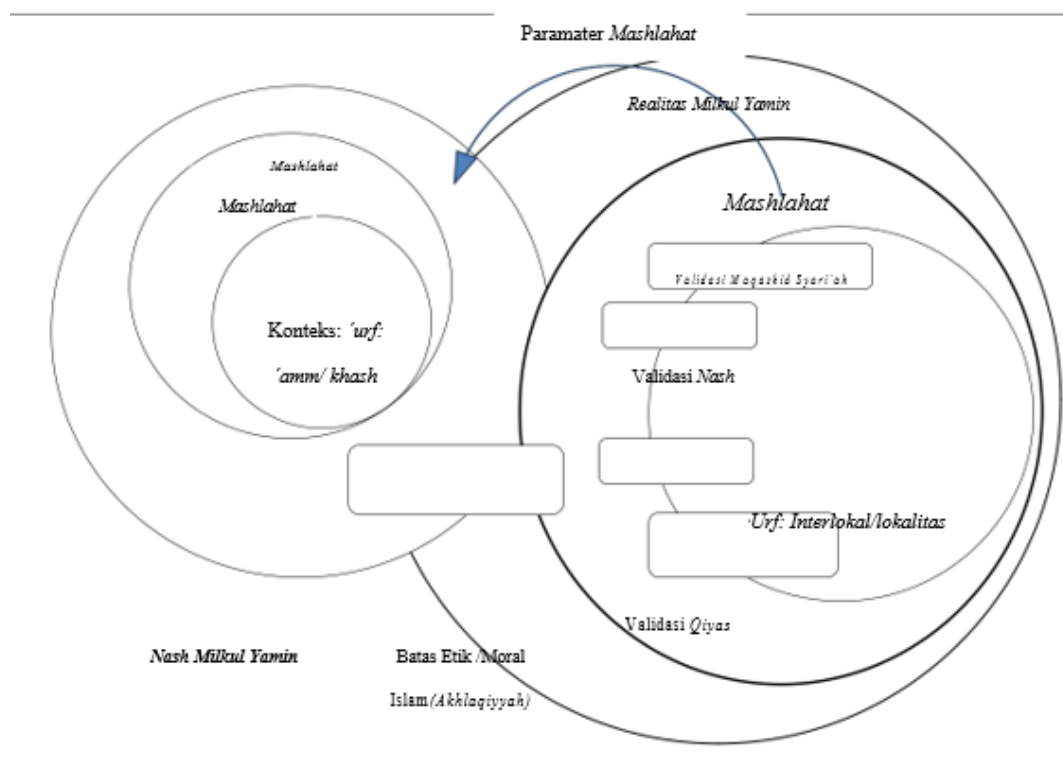 Paramater Mashlahat
Realitas Milkul Yamin
Mashlahat
Mashlahat
Mashlahat
Validasi Maqashid Syari'ah
Konteks: ´urf:
´amm/ khash
Validasi Nash
·Urf: Interlokal/lokalitas
Validasi Qiyas
Nash Milkul Yamin
Batas Etik /Moral
Islam(Akhlaqiyyah)